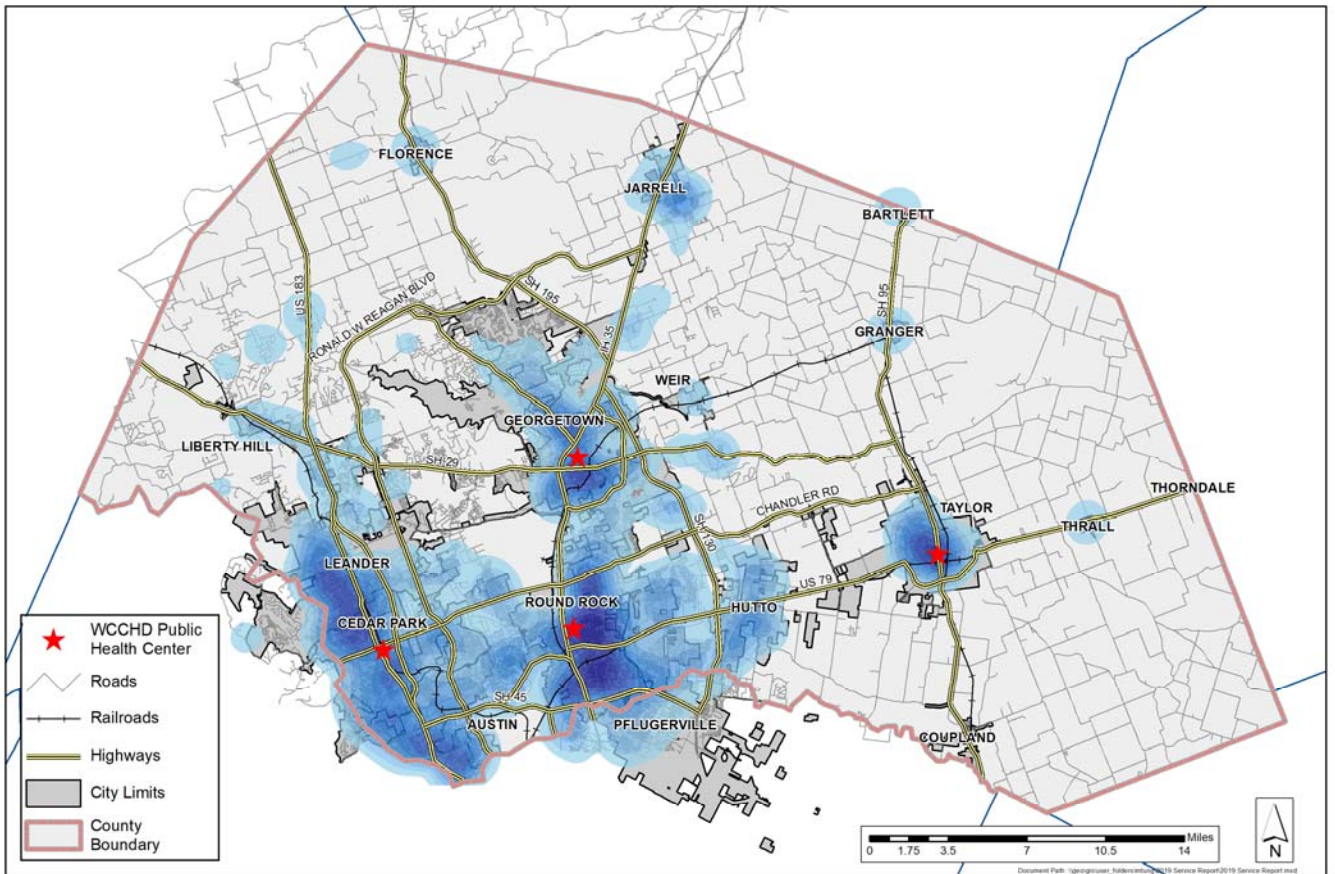 FLORENCE
JARRELL
BARTLETT
US 183
RONALD W REAGAN BLVD
SH 195
IH 35
SH 95
GRANGER
WEIR
GEORGETOWN
LIBERTY HILL
SH 29
CHANDLER RD
TAYLOR
THORNDALE
THRALL
SH 130
LEANDER
US 79
ROUND ROCK
HUTTO
CEDAR PARK
SH 45
AUSTIN
PFLUGERVILLE
COUPLAND
WCCHD Public
Health Center
Roads
Railroads
Highways
City Limits
County
Boundary
Miles
0 1.75 3.5 7 10.5 14
N